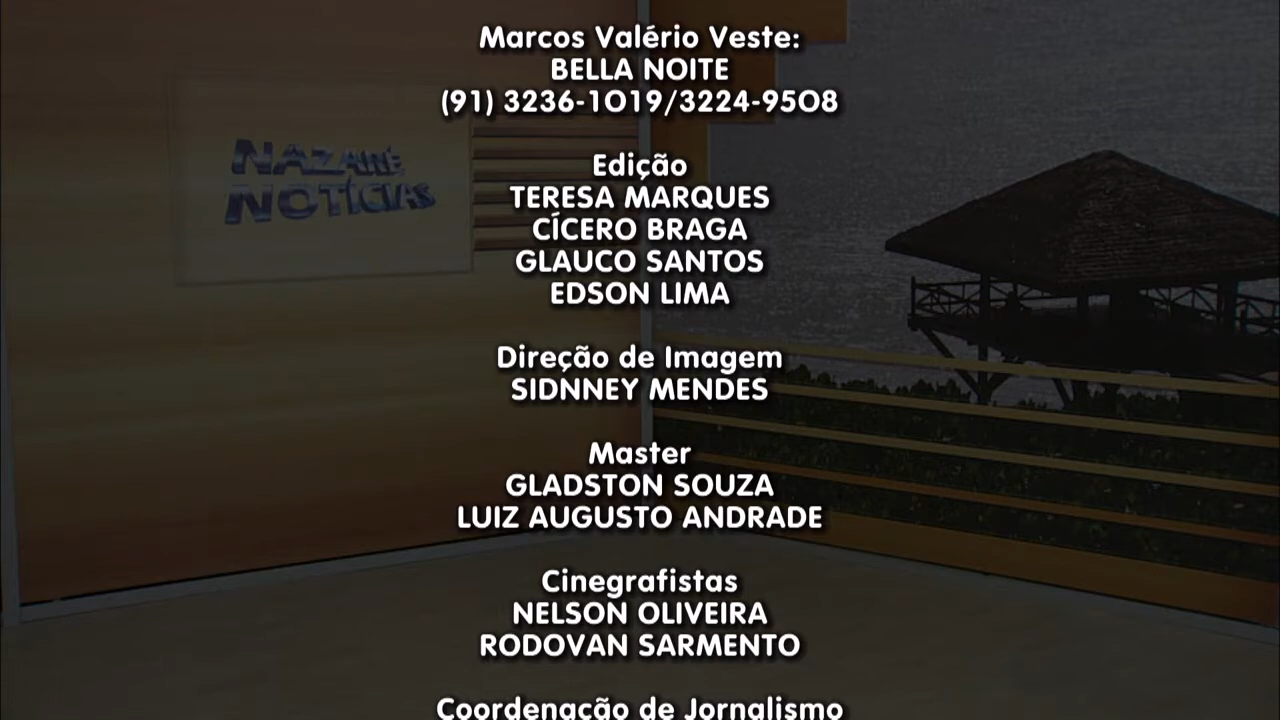 Marcos Valério Veste:
BELLA NOITE
(91) 3236-1019/3224-9508
NAZARÉ
NOTÍCIAS
Edição
TERESA MARQUES
CÍCERO BRAGA
GLAUCO SANTOS
EDSON LIMA
Direção de Imagem
SIDNNEY MENDES
Master
GLADSTON SOUZA
LUIZ AUGUSTO ANDRADE
Cinegrafistas
NELSON OLIVEIRA
RODOVAN SARMENTO
Coordenação de Jornalismo